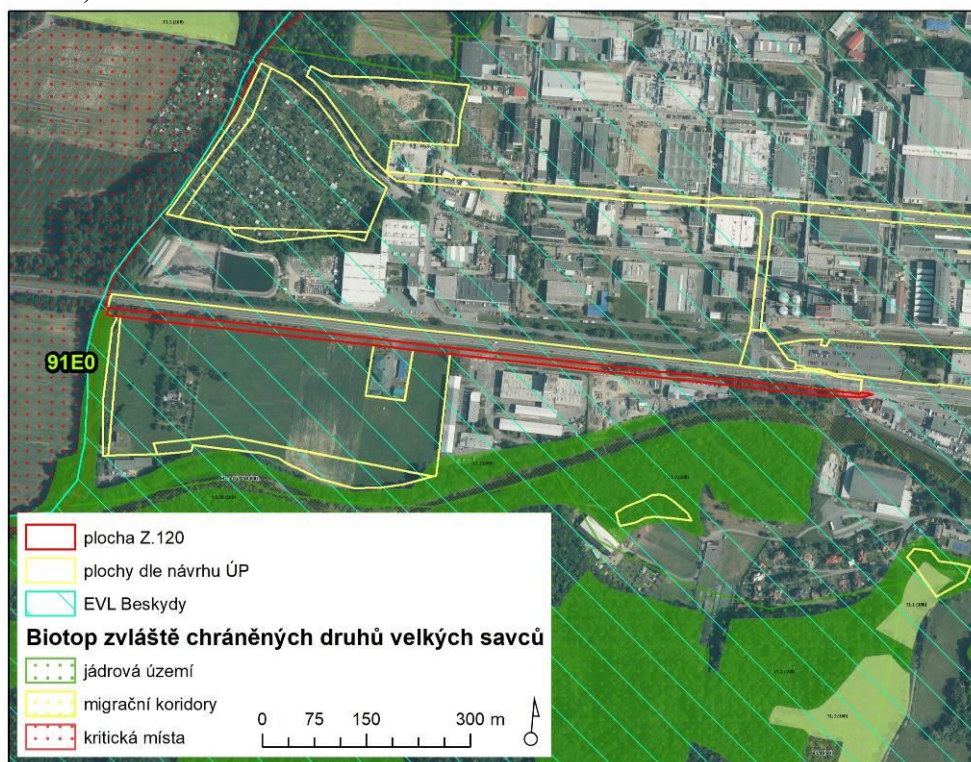 91E0
plocha Z.120
plochy dle návrhu ÚP
EVL Beskydy
Biotop zvláště chráněných druhů velkých savců
jádrová území
migrační koridory
kritická místa
0 75 150 300 m